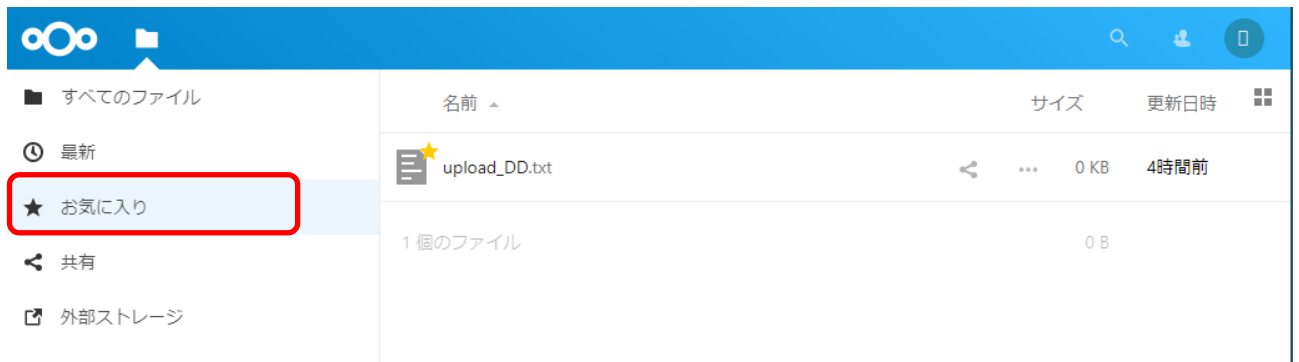 すべてのファイル
最新
お気に入り
共有
外部ストレージ
名前 サイズ 更新日時
upload_DD.txt 0 KB 4時間前
1 個のファイル 0 B